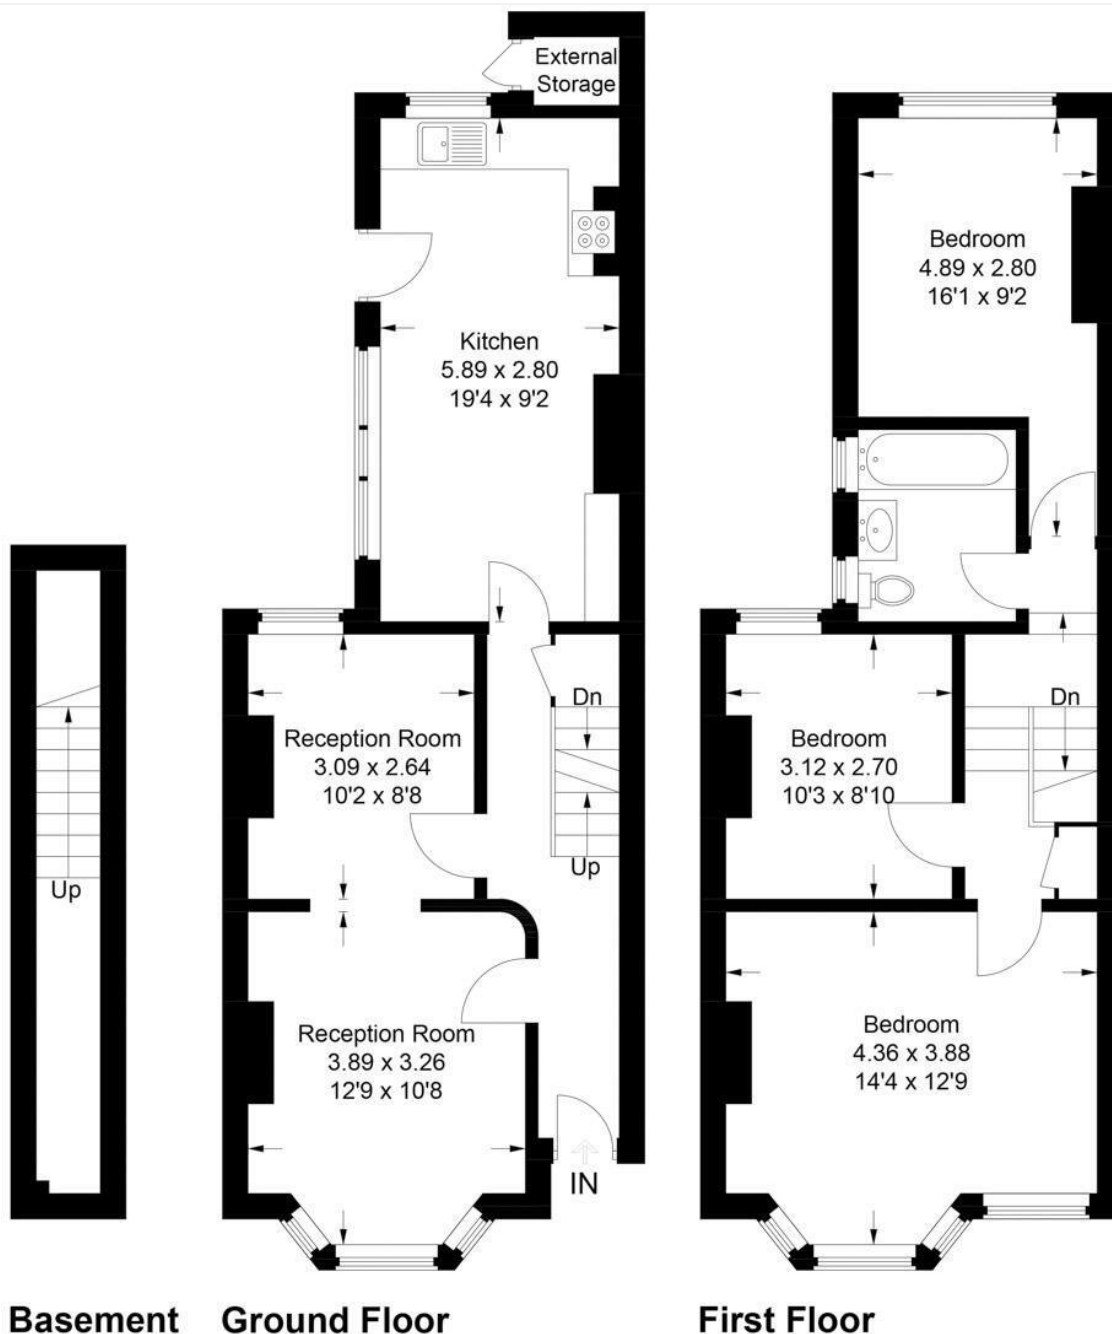 External
Storage
Kitchen
5.89 x 2.80
19'4 x 9'2
Dn
Reception Room
3.09 x 2.64
10'2 x 8'8
Up
Reception Room
3.89 x 3.26
12'9 x 10'8
IN
Up
Bedroom
4.89 x 2.80
16'1 x 9'2
Dn
Bedroom
3.12 x 2.70
10'3 x 8'10
Bedroom
4.36 x 3.88
14'4 x 12'9
Basement
Ground Floor
First Floor